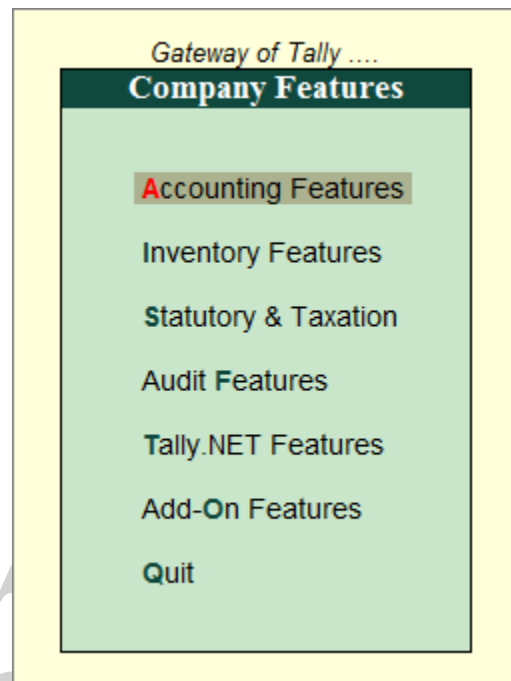 Gateway of Tally ....
Company Features
Accounting Features
Inventory Features
Statutory & Taxation
Audit Features
Tally.NET Features
Add-On Features
Quit